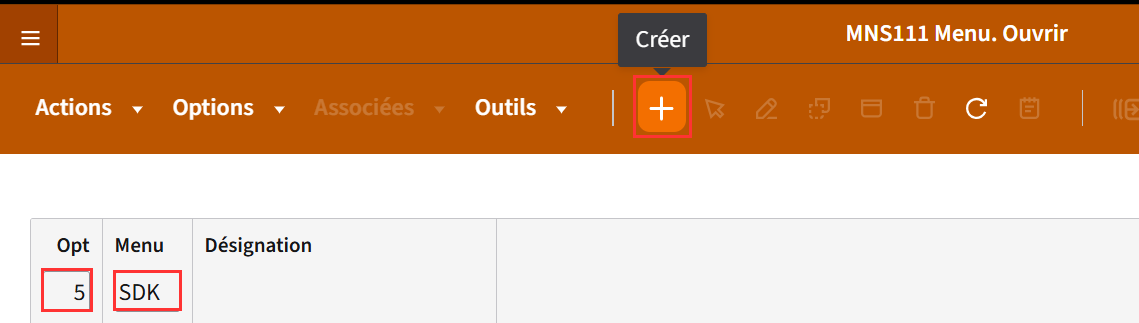 Créer
MNS111 Menu. Ouvrir
Actions Options Associées Outils
Opt Menu Désignation
5 SDK